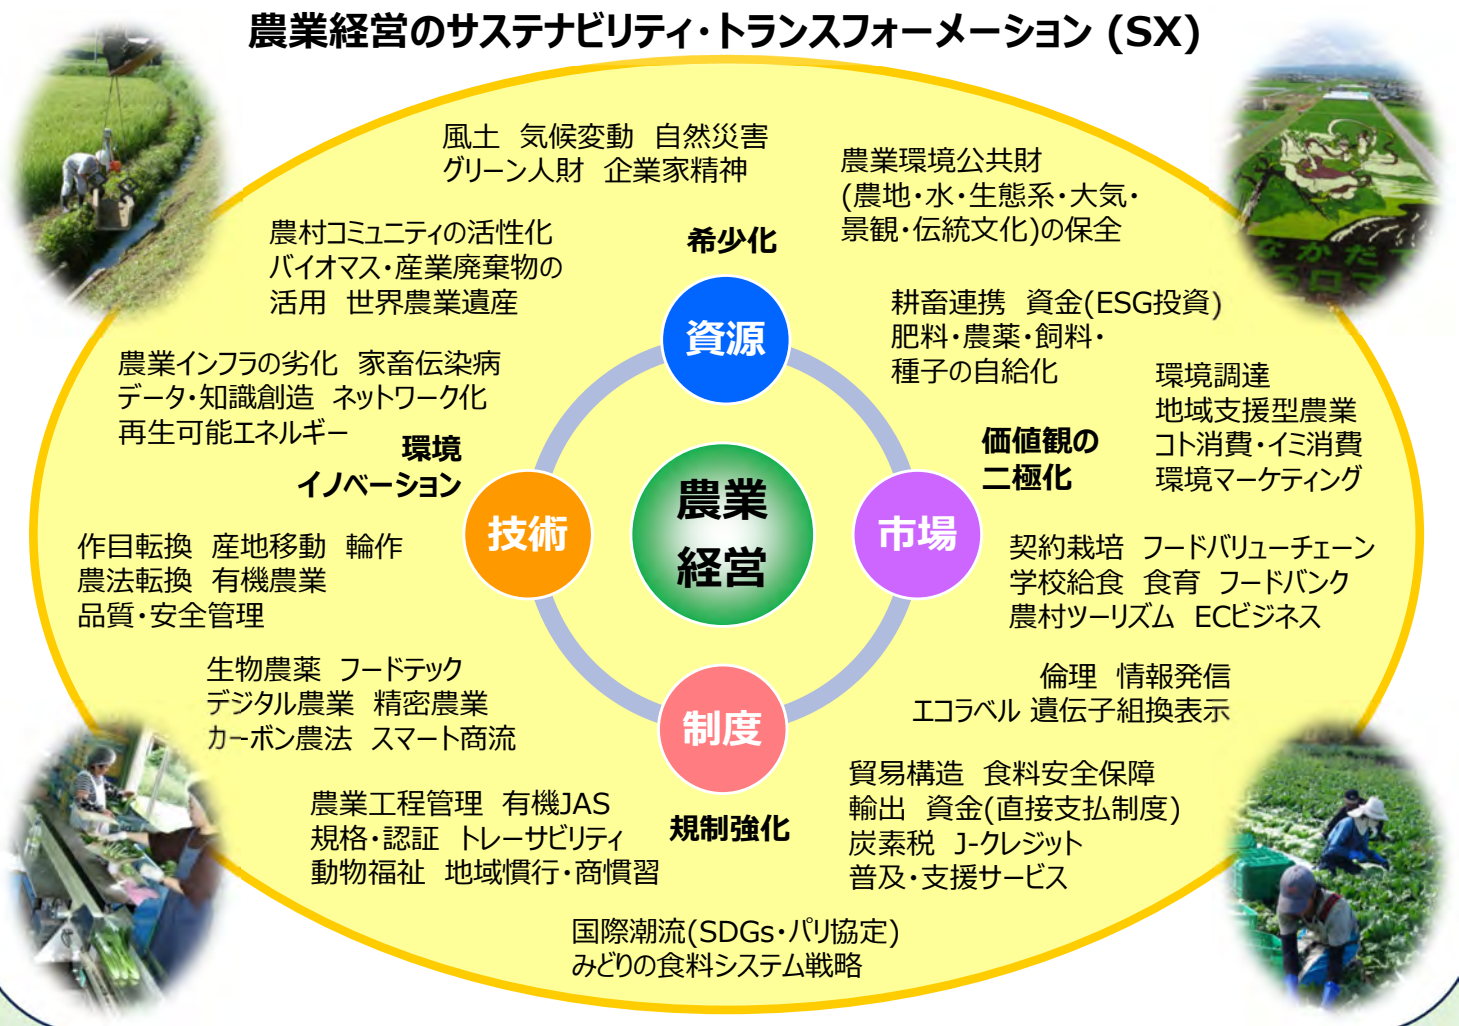 農業経営のサステナビリティ・トランスフォーメーション (SX)
風土 気候変動 自然災害
グリーン人財 企業家精神
農業環境公共財
(農地・水・生態系・大気・
景観・伝統文化)の保全
農村コミュニティの活性化
バイオマス・産業廃棄物の
活用 世界農業遺産
希少化
資源
耕畜連携 資金(ESG投資)
肥料・農薬・飼料・
種子の自給化
農業インフラの劣化 家畜伝染病
データ・知識創造 ネットワーク化
再生可能エネルギー
環境
イノベーション
価値観の
二極化
環境調達
地域支援型農業
コト消費・イミ消費
環境マーケティング
技術
農業
経営
市場
作目転換 産地移動 輪作
農法転換 有機農業
品質・安全管理
契約栽培 フードバリューチェーン
学校給食 食育 フードバンク
農村ツーリズム ECビジネス
生物農薬 フードテック
デジタル農業 精密農業
カーボン農法 スマート商流
倫理 情報発信
エコラベル 遺伝子組換表示
制度
規制強化
農業工程管理 有機JAS
規格・認証 トレーサビリティ
動物福祉 地域慣行・商慣習
貿易構造 食料安全保障
輸出 資金(直接支払制度)
炭素税 J-クレジット
普及・支援サービス
国際潮流(SDGs・パリ協定)
みどりの食料システム戦略